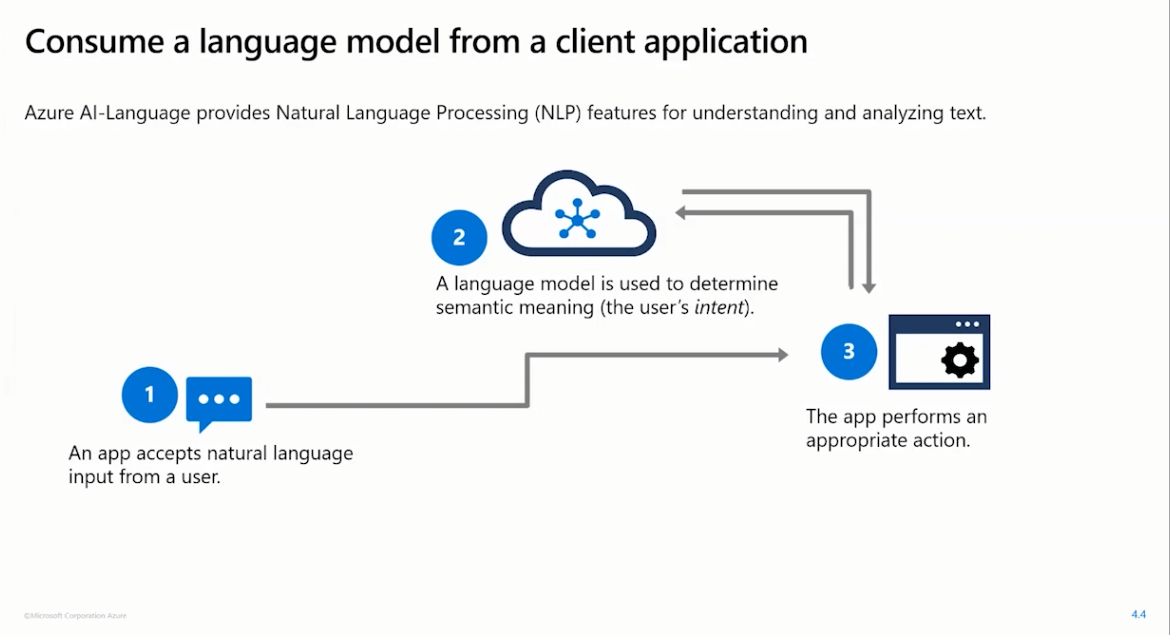 Consume a language model from a client application
Azure AI-Language provides Natural Language Processing (NLP) features for understanding and analyzing text.
2
A language model is used to determine
semantic meaning (the user's intent).
3
The app performs an
appropriate action.
1
An app accepts natural language
input from a user.
©Microsoft Corporation Azure
4.4